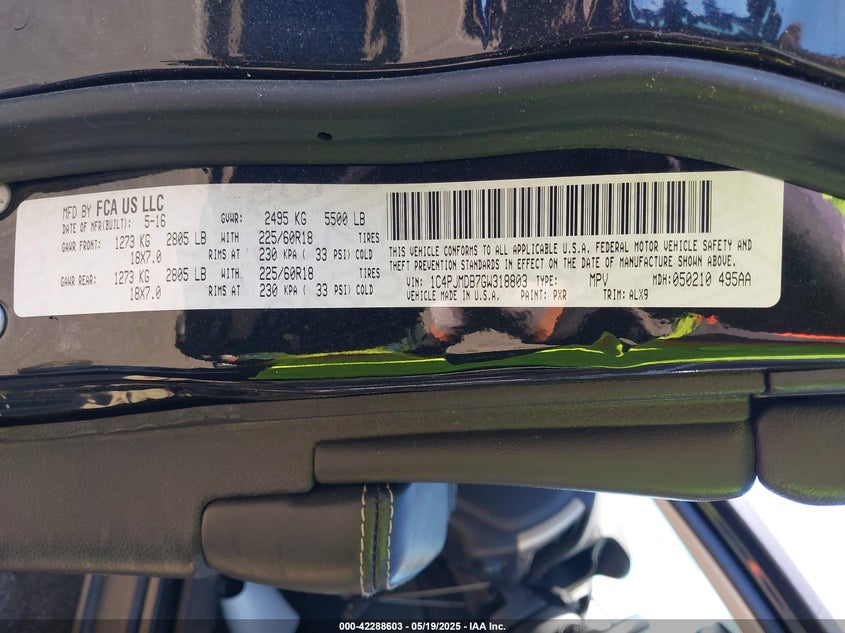 MFD BY FCA US LLC
DATE OF MFR(BUILT): 5-16 GVWR: 2495 KG 5500 LB
GAWR FRONT: 1273 KG 2805 LB WITH 225/60R18 TIRES
18X7.0 RIMS AT 230 KPA ( 33 PSI) COLD
GAWR REAR: 1273 KG 2805 LB WITH 225/60R18 TIRES
18X7.0 RIMS AT 230 KPA ( 33 PSI) COLD
THIS VEHICLE CONFORMS TO ALL APPLICABLE U.S.A. FEDERAL MOTOR VEHICLE SAFETY AND
THEFT PREVENTION STANDARDS IN EFFECT ON THE DATE OF MANUFACTURE SHOWN ABOVE.
VIN: 1C4PJMDB7GW318803 TYPE: MPV MDH:050210 495AA
VEHICLE MADE IN U.S.A. PAINT: PXR TRIM: ALX9
000-42288603 - 05/19/2025 - IAA Inc.